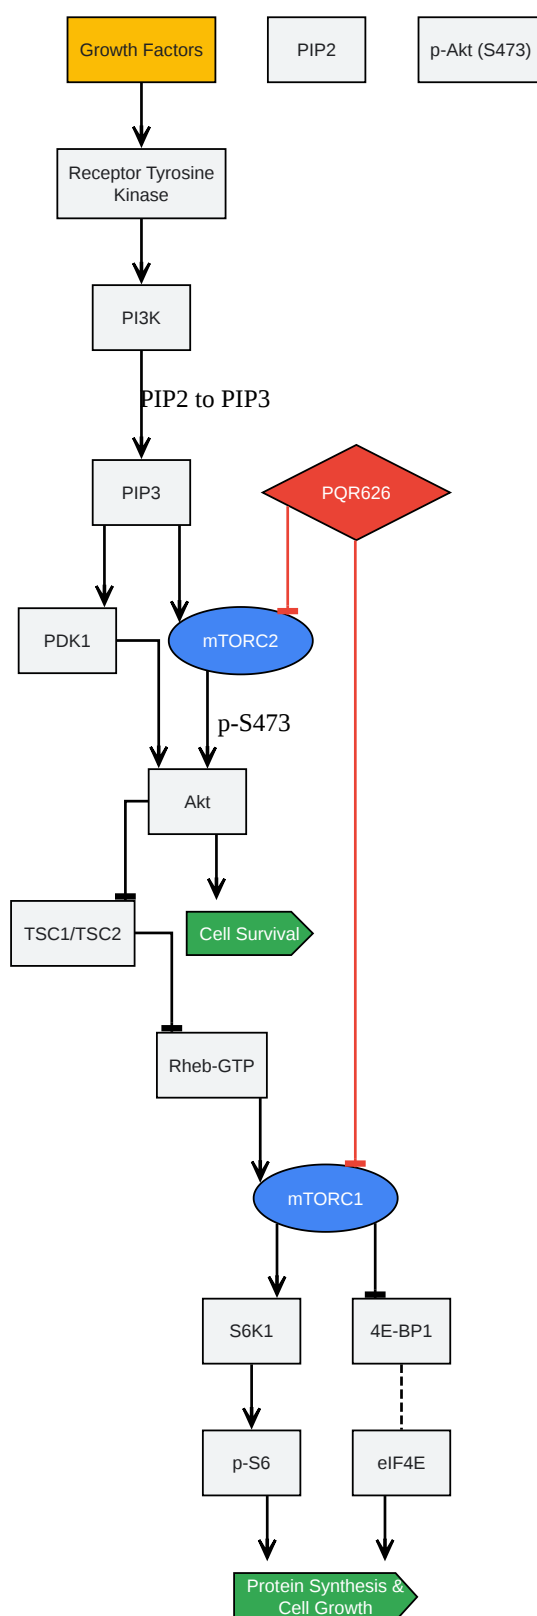 Growth Factors
PIP2
p-Akt (S473)
Receptor Tyrosine
Kinase
PI3K
PIP2 to PIP3
PIP3
PQR626
PDK1
mTORC2
p-S473
Akt
TSC1/TSC2
Cell Survival
Rheb-GTP
mTORC1
S6K1
4E-BP1
p-S6
eIF4E
Protein Synthesis &
Cell Growth